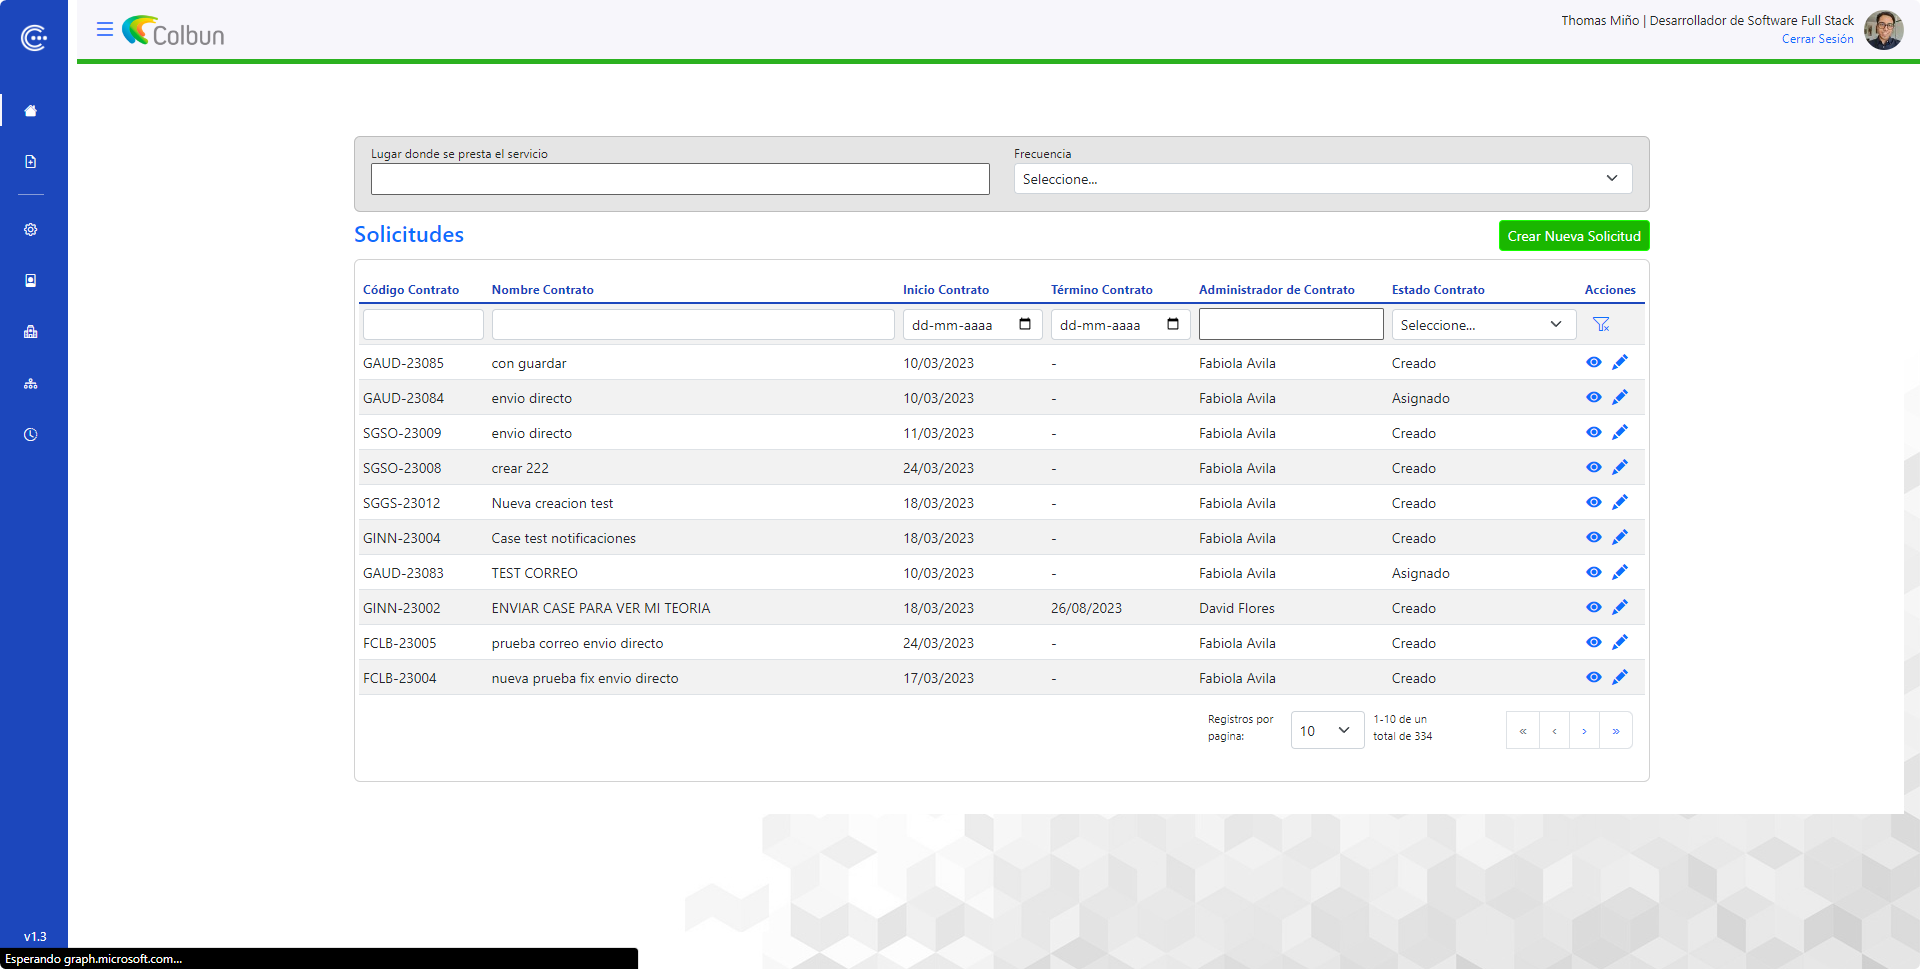 Colbun
Thomas Miño | Desarrollador de Software Full Stack
Cerrar Sesión
Lugar donde se presta el servicio
Frecuencia
Seleccione...
Solicitudes
Crear Nueva Solicitud
Código Contrato Nombre Contrato Inicio Contrato Término Contrato Administrador de Contrato Estado Contrato Acciones
dd-mm-aaaa dd-mm-aaaa Seleccione...
GAUD-23085 con guardar 10/03/2023 - Fabiola Avila Creado
GAUD-23084 envio directo 10/03/2023 - Fabiola Avila Asignado
SGSO-23009 envio directo 11/03/2023 - Fabiola Avila Creado
SGSO-23008 crear 222 24/03/2023 - Fabiola Avila Creado
SGGS-23012 Nueva creacion test 18/03/2023 - Fabiola Avila Creado
GINN-23004 Case test notificaciones 18/03/2023 - Fabiola Avila Creado
GAUD-23083 TEST CORREO 10/03/2023 - Fabiola Avila Asignado
GINN-23002 ENVIAR CASE PARA VER MI TEORIA 18/03/2023 26/08/2023 David Flores Creado
FCLB-23005 prueba correo envio directo 24/03/2023 - Fabiola Avila Creado
FCLB-23004 nueva prueba fix envio directo 17/03/2023 - Fabiola Avila Creado
Registros por
pagina:
10
1-10 de un
total de 334
« ‹ › »
v1.3
Esperando graph.microsoft.com...